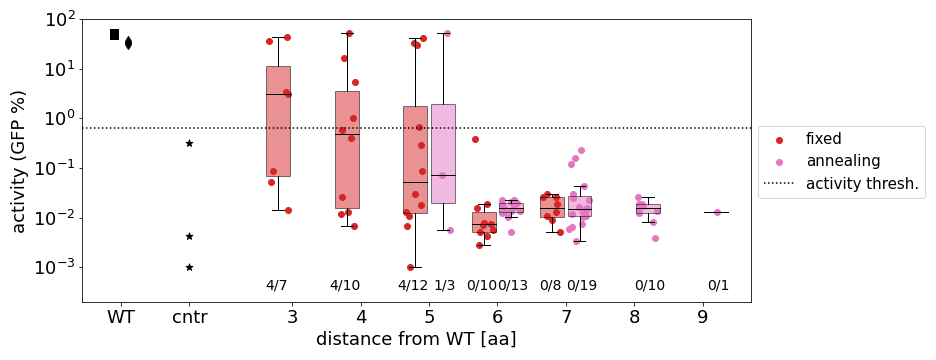 activity (GFP %)
10²
10¹
10⁰
10⁻¹
10⁻²
10⁻³
4/7 4/10 4/12 1/3 0/10 0/13 0/8 0/19 0/10 0/1
WT cntr 3 4 5 6 7 8 9
distance from WT [aa]
fixed
annealing
activity thresh.